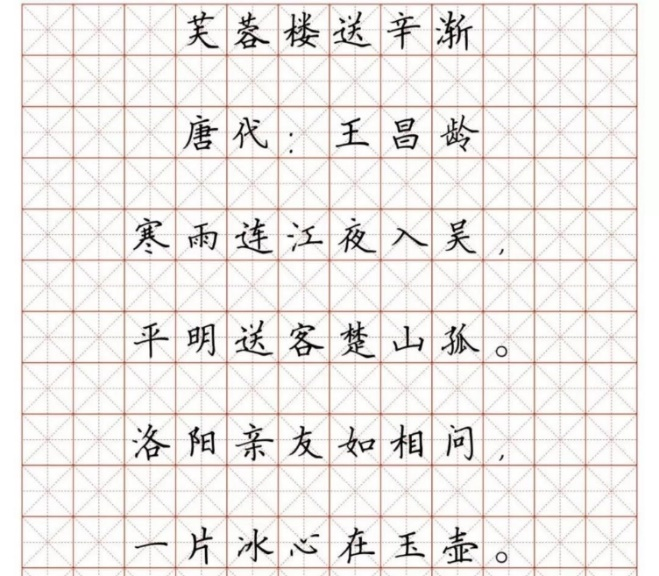 芙蓉楼送辛渐
唐代：王昌龄
寒雨连江夜入吴，
平明送客楚山孤。
洛阳亲友如相问，
一片冰心在玉壶。